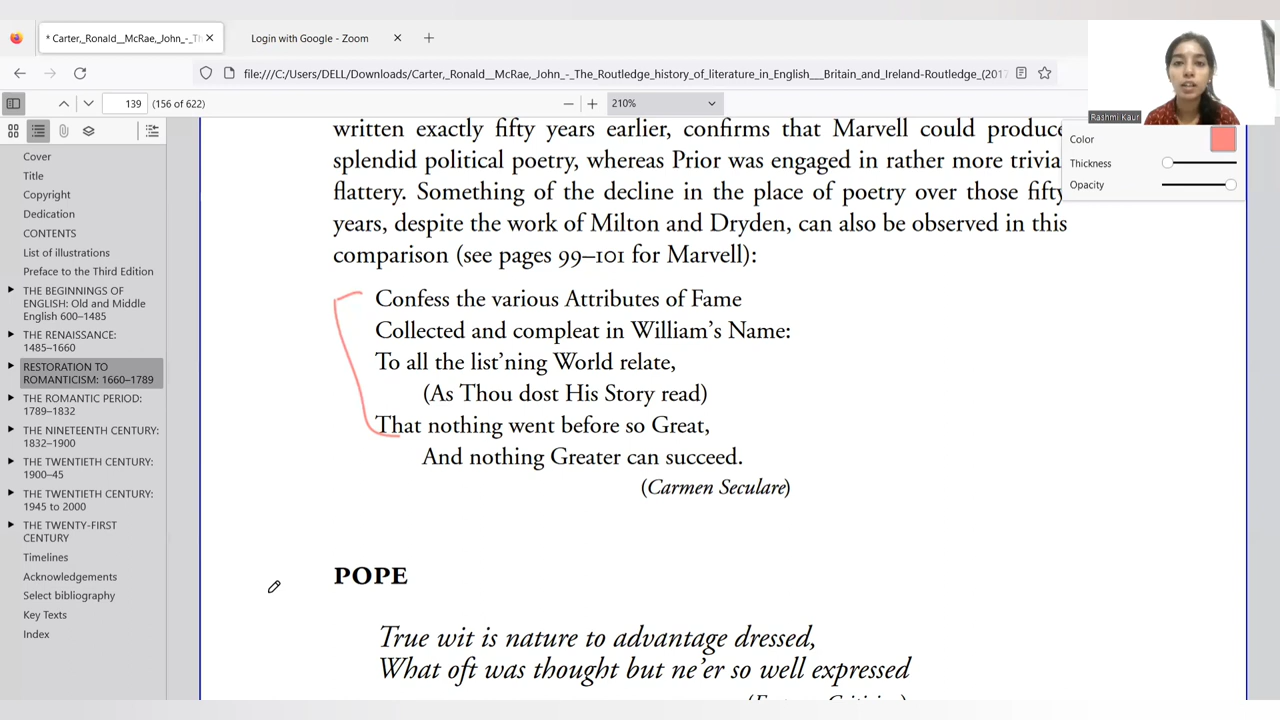 * Carter,_Ronald__McRae,_John_-_Th
Login with Google - Zoom
file:///C:/Users/DELL/Downloads/Carter,_Ronald__McRae,_John_-_The_Routledge_history_of_literature_in_English___Britain_and_Ireland-Routledge_(2017
139 (156 of 622)
210%
Rashmi Kaur
Color
Thickness
Opacity
Cover
Title
Copyright
Dedication
CONTENTS
List of illustrations
Preface to the Third Edition
THE BEGINNINGS OF
ENGLISH: Old and Middle
English 600–1485
THE RENAISSANCE:
1485–1660
RESTORATION TO
ROMANTICISM: 1660–1789
THE ROMANTIC PERIOD:
1789–1832
THE NINETEENTH CENTURY:
1832–1900
THE TWENTIETH CENTURY:
1900–45
THE TWENTIETH CENTURY:
1945 to 2000
THE TWENTY-FIRST
CENTURY
Timelines
Acknowledgements
Select bibliography
Key Texts
Index
written exactly fifty years earlier, confirms that Marvell could produce
splendid political poetry, whereas Prior was engaged in rather more trivia
flattery. Something of the decline in the place of poetry over those fifty
years, despite the work of Milton and Dryden, can also be observed in this
comparison (see pages 99–101 for Marvell):
Confess the various Attributes of Fame
Collected and compleat in William's Name:
To all the list'ning World relate,
(As Thou dost His Story read)
That nothing went before so Great,
And nothing Greater can succeed.
(Carmen Seculare)
POPE
True wit is nature to advantage dressed,
What oft was thought but ne'er so well expressed